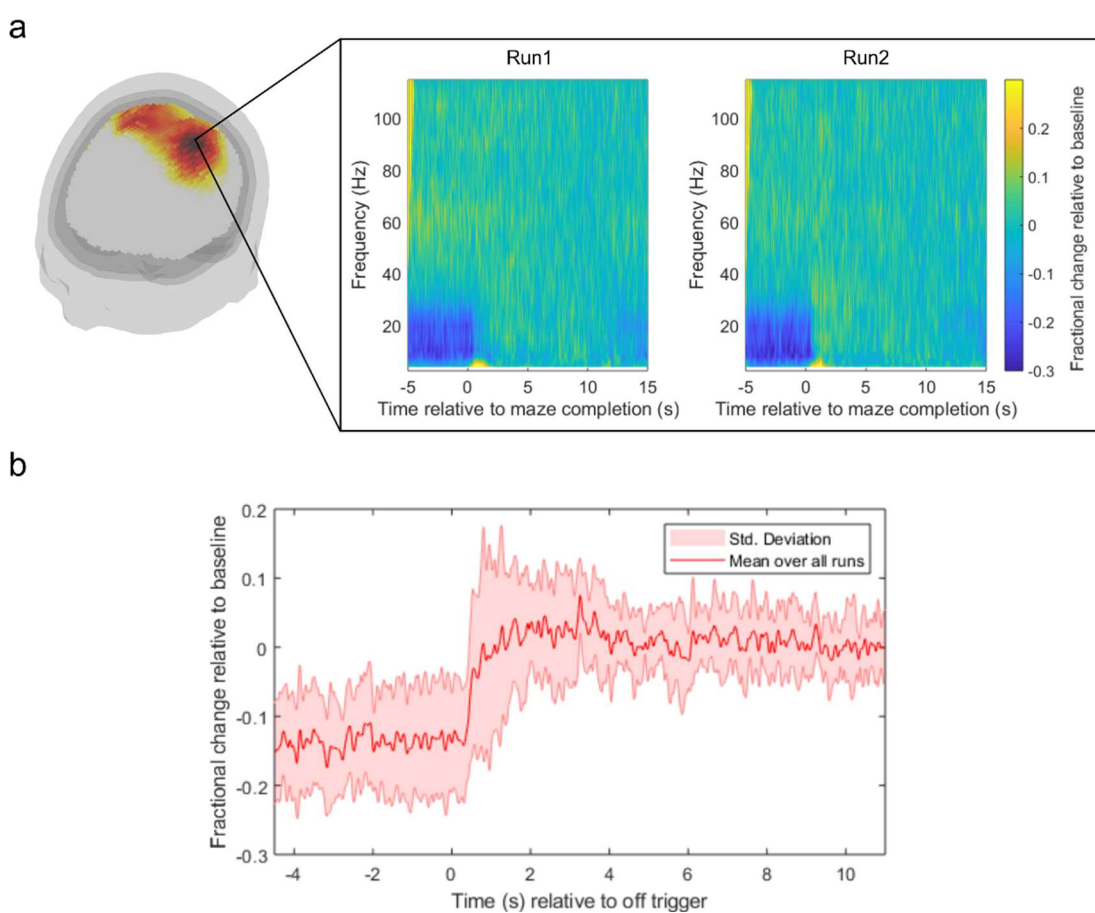 a
Run1
Run2
Frequency (Hz)
100
80
60
40
20
-5 0 5 10 15
Time relative to maze completion (s)
Frequency (Hz)
100
80
60
40
20
-5 0 5 10 15
Time relative to maze completion (s)
0.2
0.1
0
-0.1
-0.2
-0.3
Fractional change relative to baseline
b
Fractional change relative to baseline
0.2
0.1
0
-0.1
-0.2
-0.3
Std. Deviation
Mean over all runs
-4 -2 0 2 4 6 8 10
Time (s) relative to off trigger